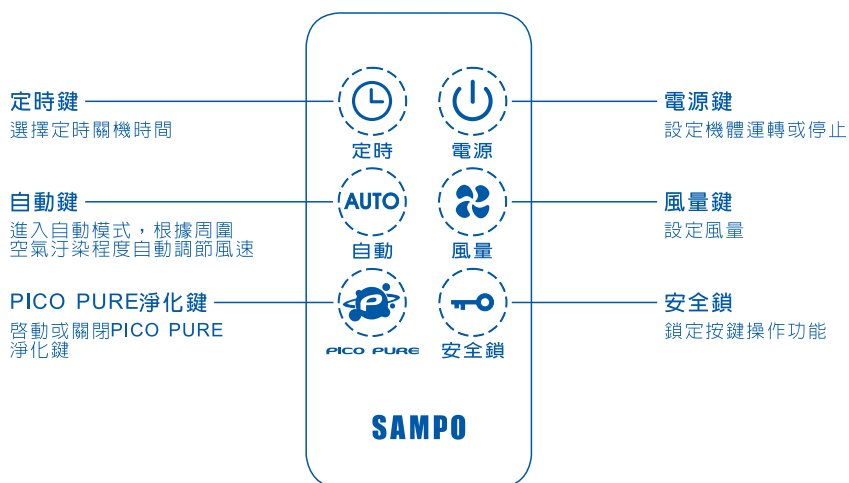 定時鍵
選擇定時關機時間
自動鍵
進入自動模式，根據周圍
空氣汙染程度自動調節風速
PICO PURE淨化鍵
啓動或關閉PICO PURE
淨化鍵
定時
電源
AUTO
自動
風量
P
PICO PURE
安全鎖
SAMPO
電源鍵
設定機體運轉或停止
風量鍵
設定風量
安全鎖
鎖定按鍵操作功能